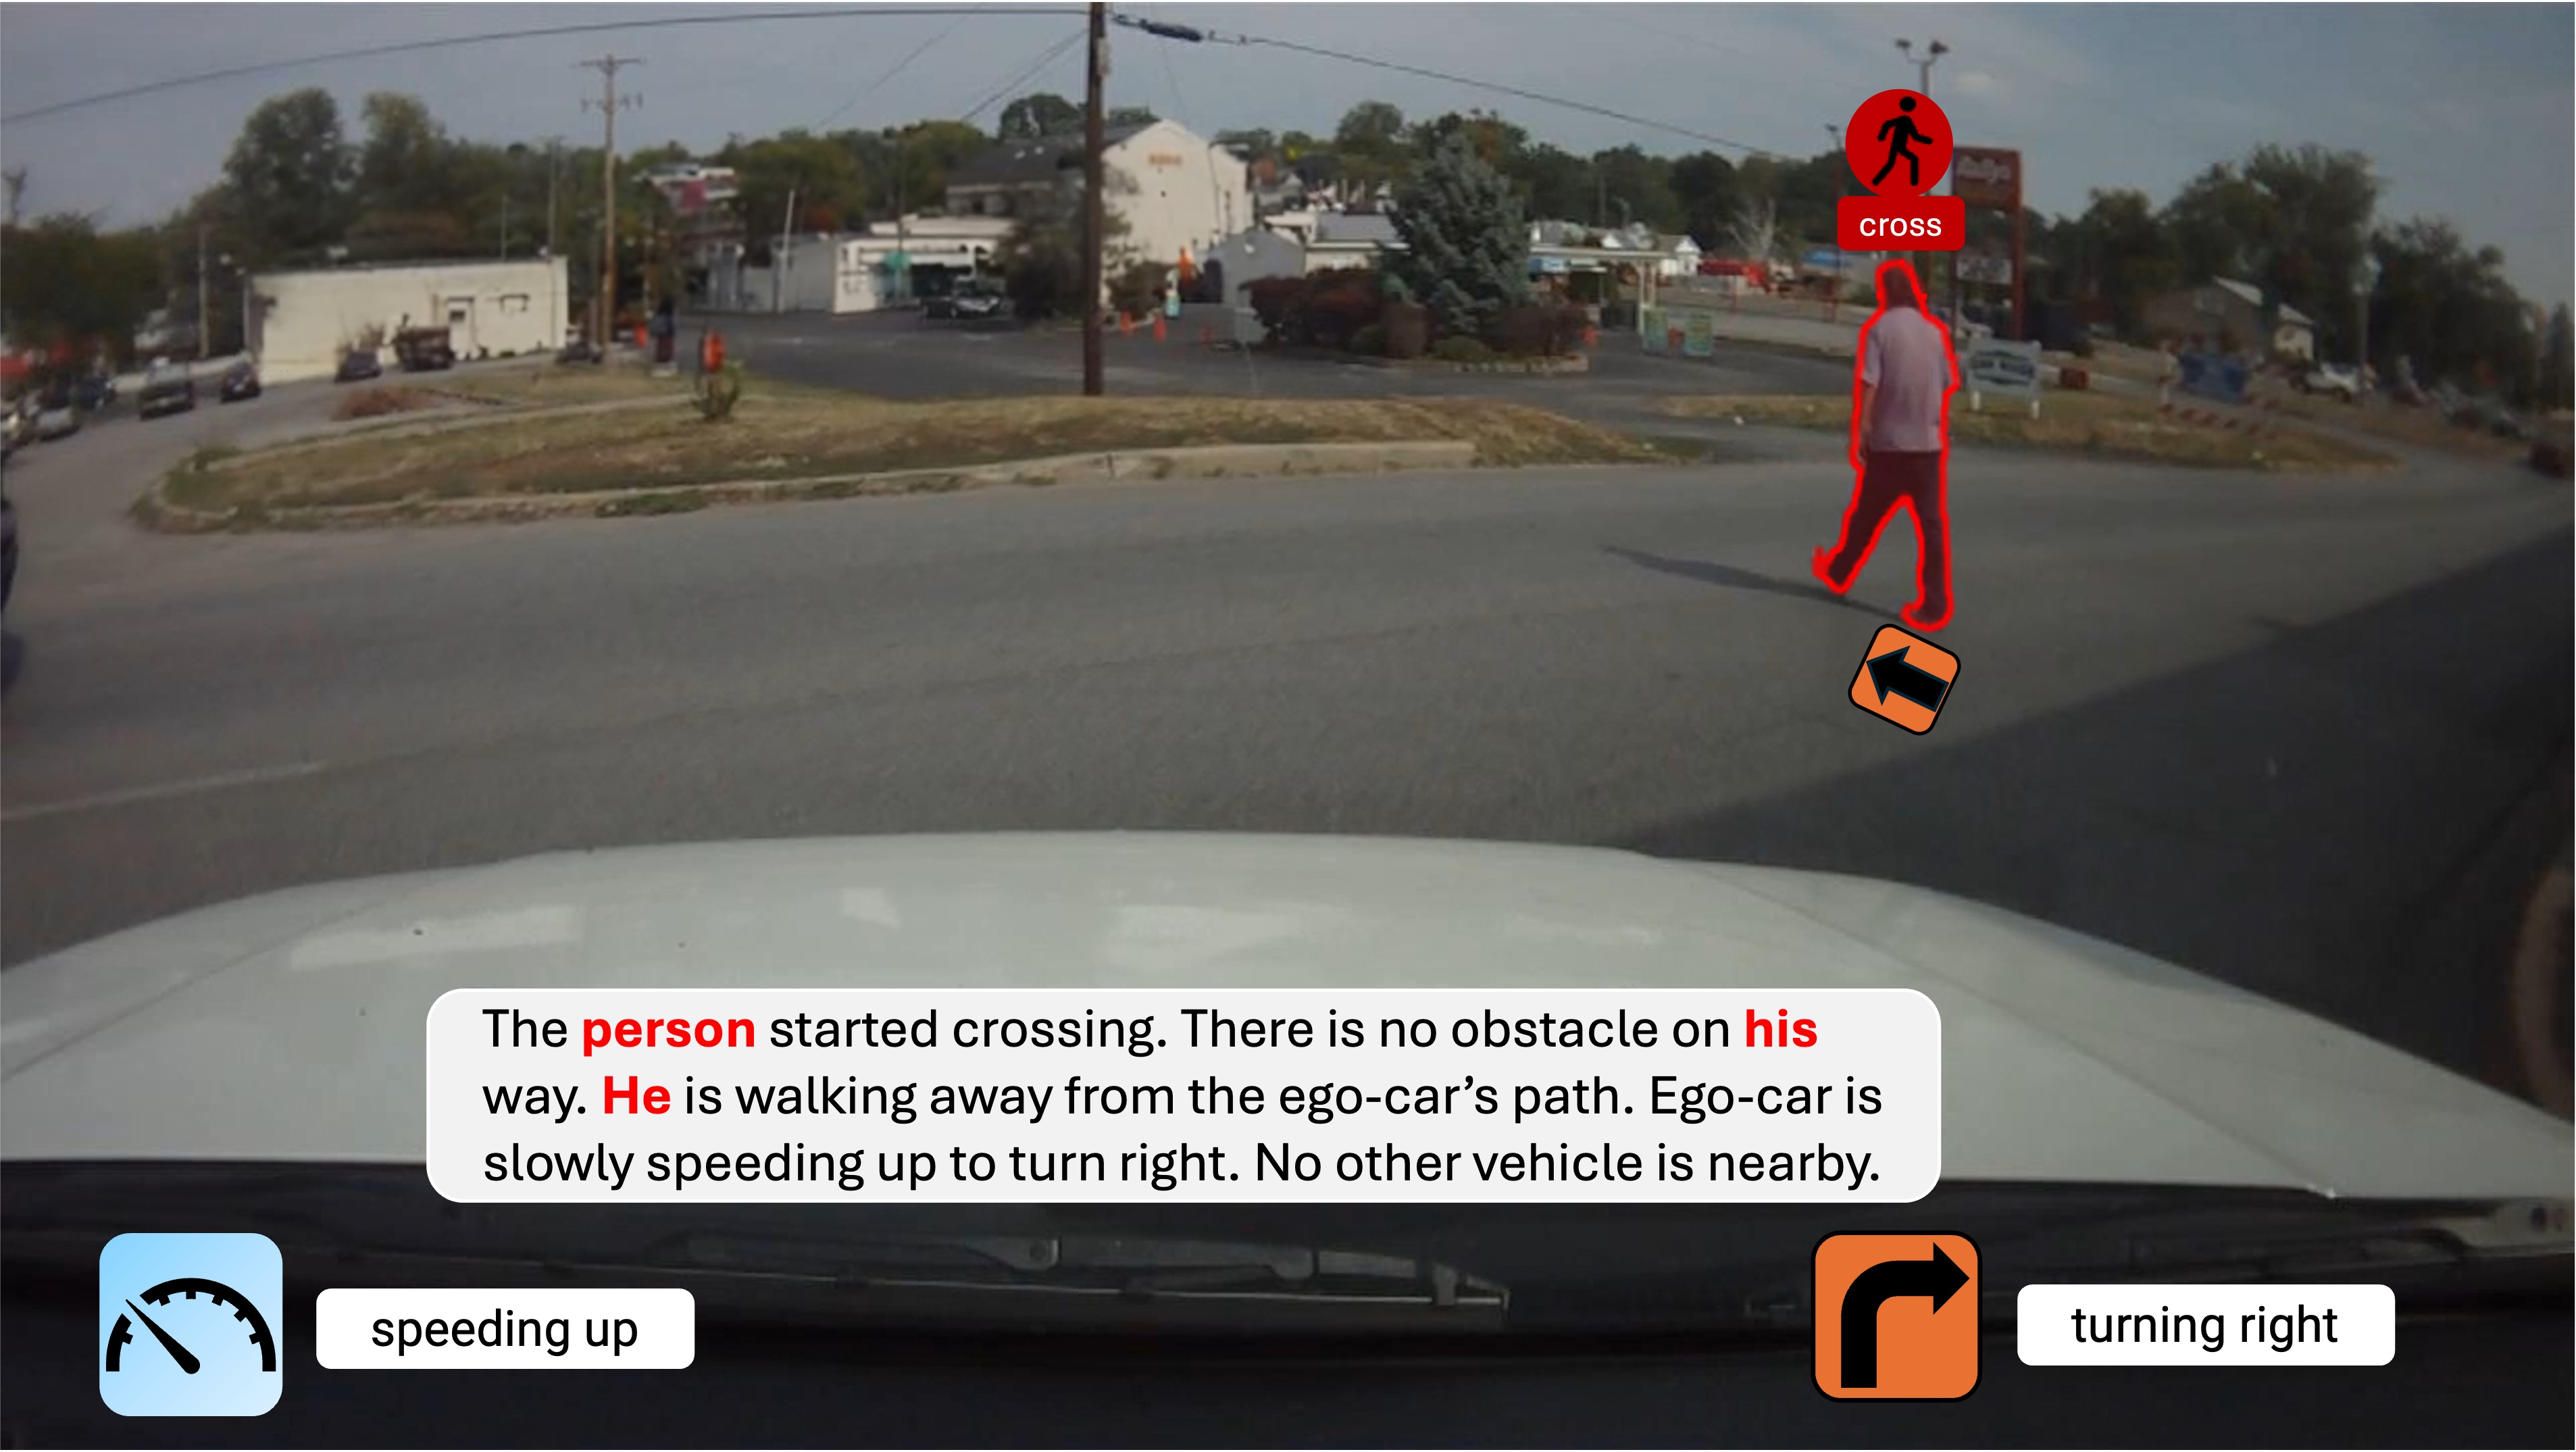 cross
The person started crossing. There is no obstacle on his
way. He is walking away from the ego-car's path. Ego-car is
slowly speeding up to turn right. No other vehicle is nearby.
speeding up
turning right